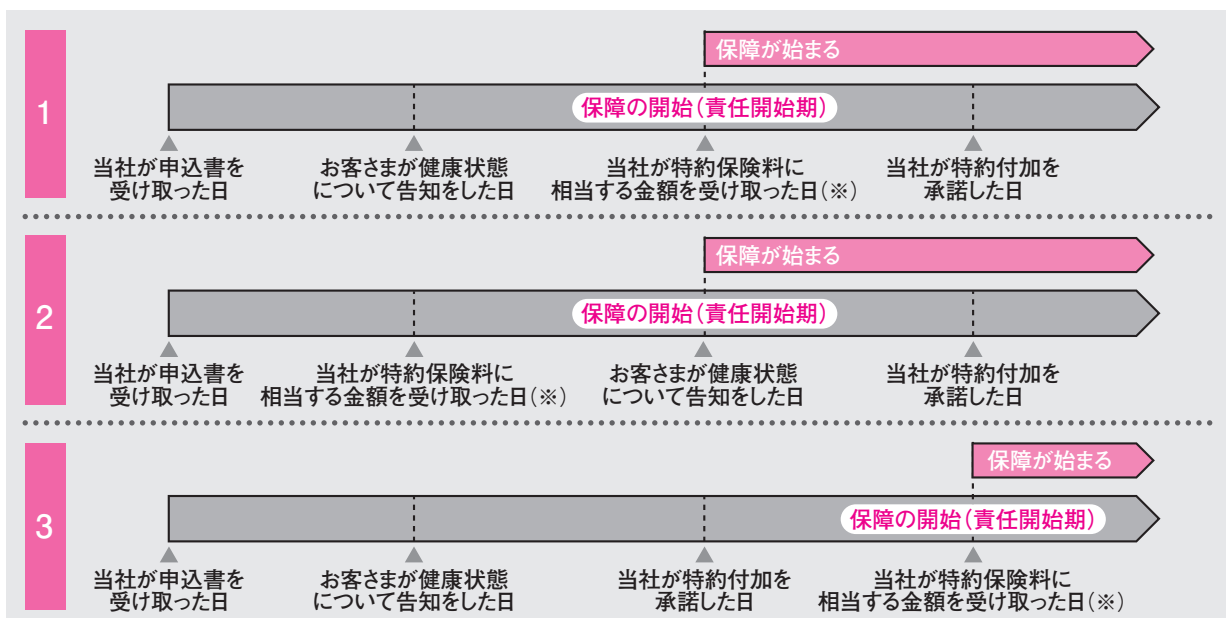 1
保障が始まる
保障の開始（責任開始期）
当社が申込書を
受け取った日
お客さまが健康状態
について告知をした日
当社が特約保険料に
相当する金額を受け取った日（※）
当社が特約付加を
承諾した日
2
保障が始まる
保障の開始（責任開始期）
当社が申込書を
受け取った日
当社が特約保険料に
相当する金額を受け取った日（※）
お客さまが健康状態
について告知をした日
当社が特約付加を
承諾した日
3
保障が始まる
保障の開始（責任開始期）
当社が申込書を
受け取った日
お客さまが健康状態
について告知をした日
当社が特約付加を
承諾した日
当社が特約保険料に
相当する金額を受け取った日（※）